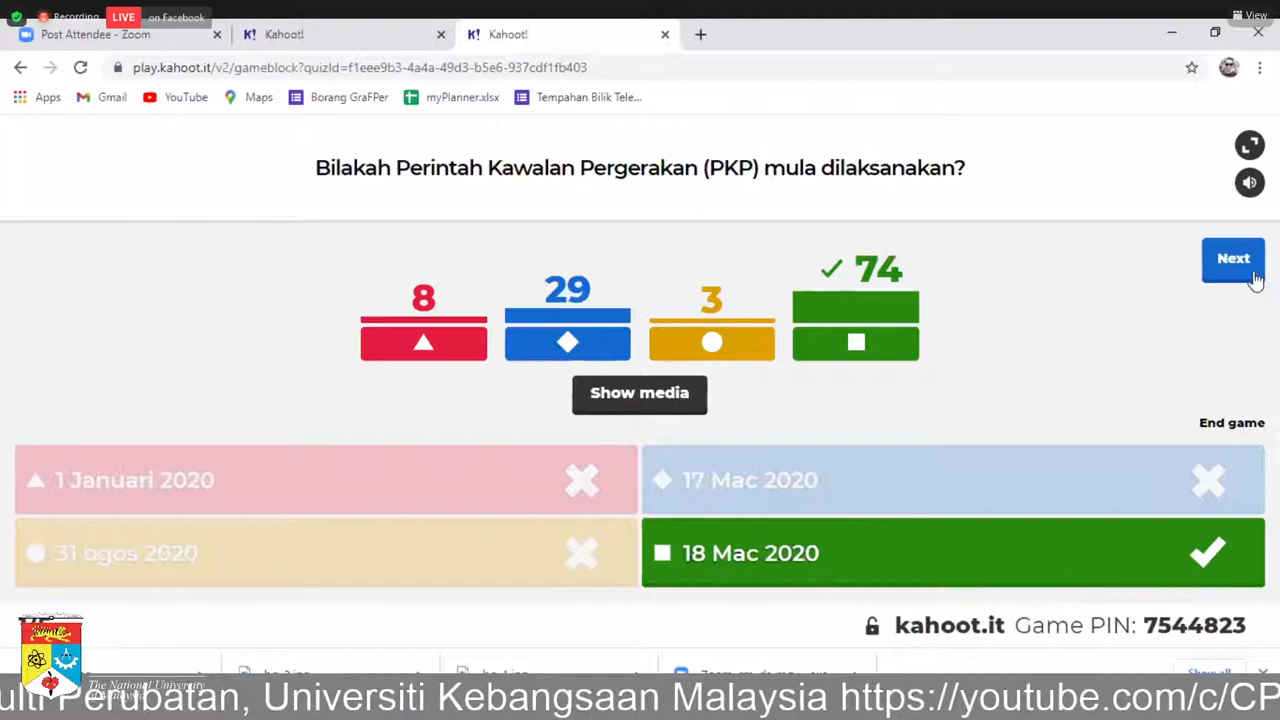 Recording
LIVE on Facebook
View
Post Attendee - Zoom
Kahoot!
Kahoot!
play.kahoot.it/v2/gameblock?quizId=f1eee9b3-4a4a-49d3-b5e6-937cdf1fb403
Apps
Gmail
YouTube
Maps
Borang GraFPer
myPlanner.xlsx
Tempahan Bilik Tele...
Bilakah Perintah Kawalan Pergerakan (PKP) mula dilaksanakan?
Next
8
29
3
74
Show media
End game
1 Januari 2020
17 Mac 2020
31 ogos 2020
18 Mac 2020
kahoot.it Game PIN: 7544823
Show all
The National University
of Malaysia
ulti Perubatan, Universiti Kebangsaan Malaysia https://youtube.com/c/CP